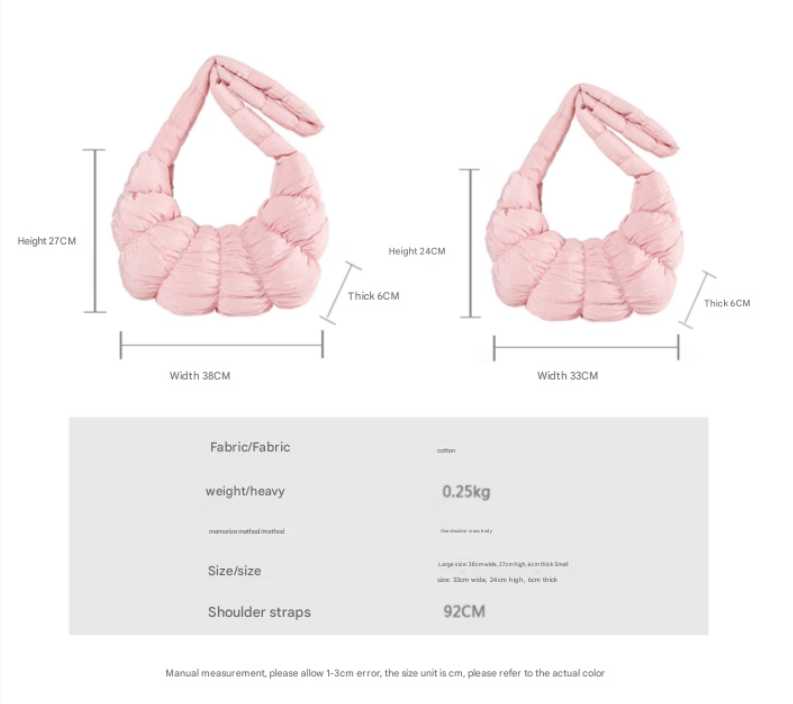 Height 27CM
Thick 6CM
Width 38CM
Height 24CM
Thick 6CM
Width 33CM
Fabric/Fabric cotton
weight/heavy 0.25kg
memorize method/method One shoulder cross body
Size/size Large size: 38cm wide, 27cm high, 6cm thick Small
size: 33cm wide, 24cm high, 6cm thick
Shoulder straps 92CM
Manual measurement, please allow 1-3cm error, the size unit is cm, please refer to the actual color